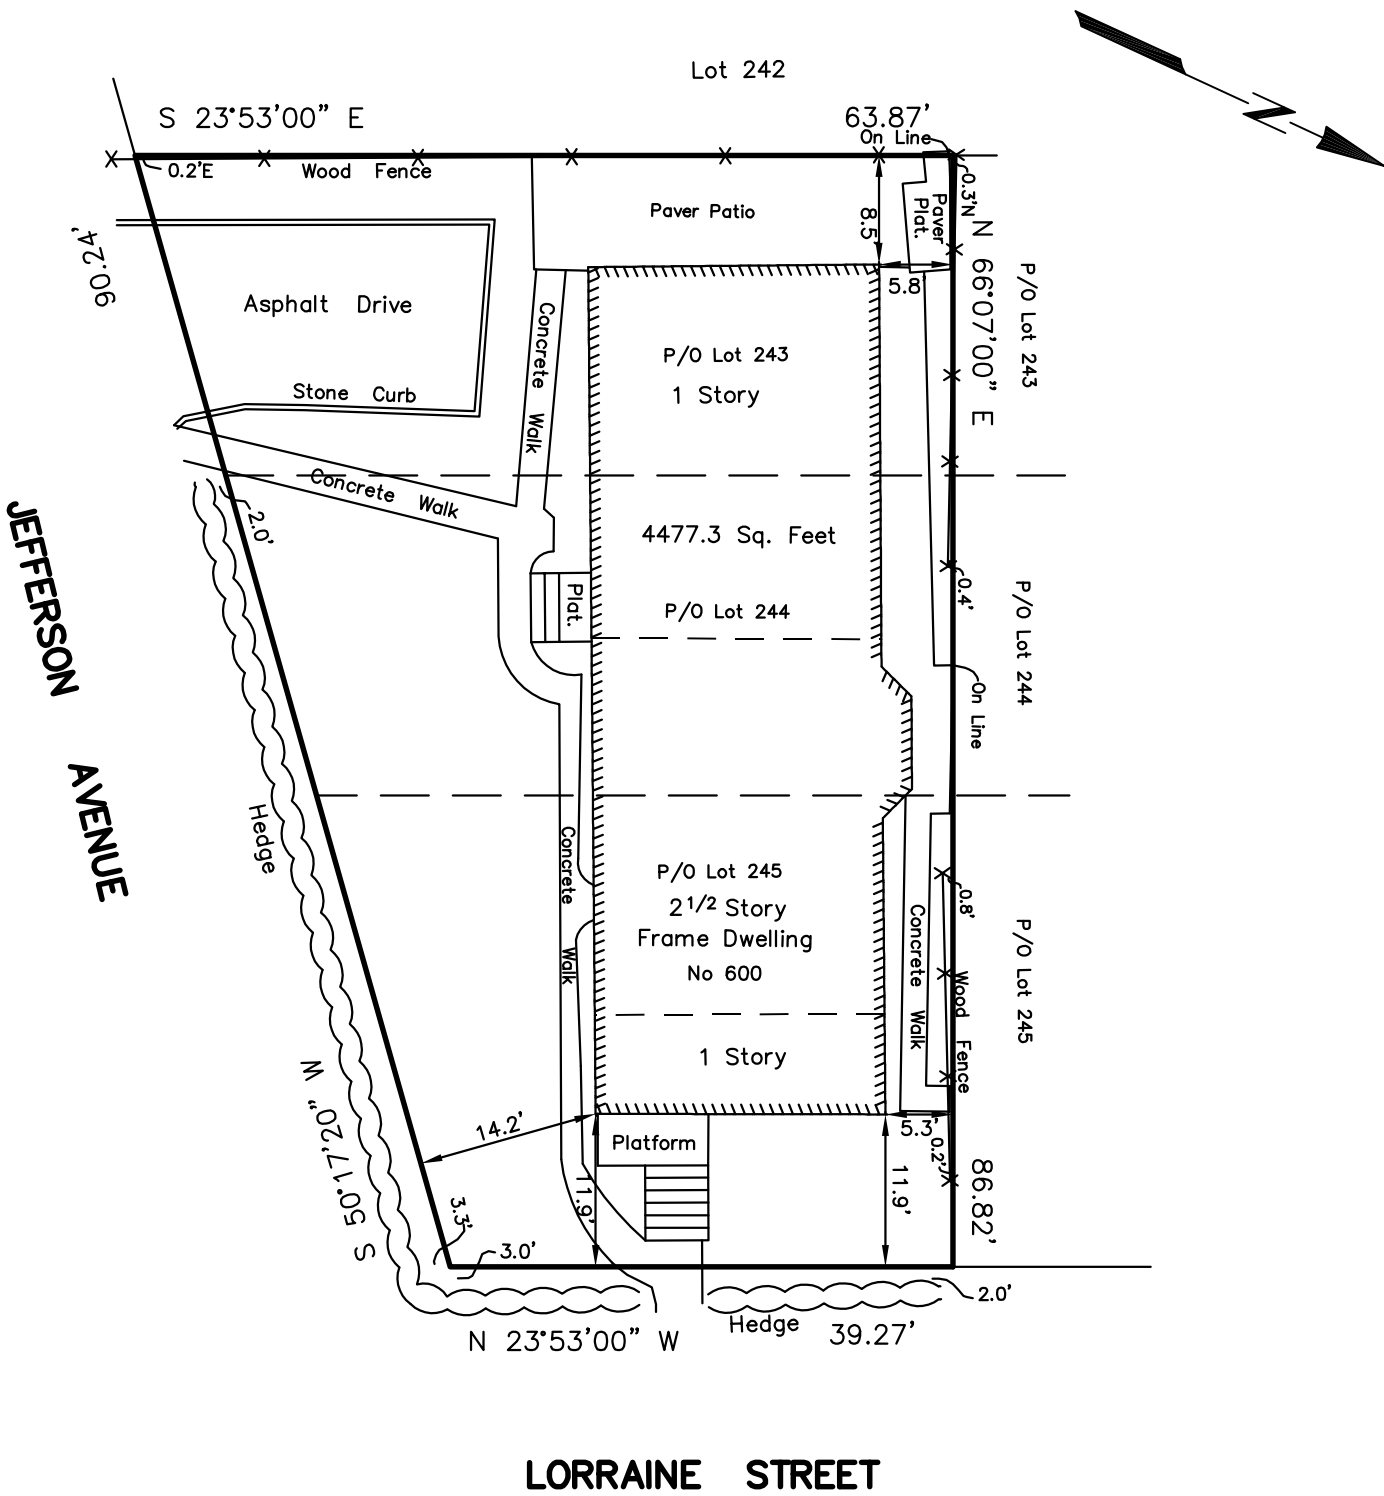 Lot 242
S 23°53'00" E
63.87'
On Line
0.2'E
Wood Fence
0.3'N
Paver Patio
8.5
Paver
Plat.
5.8'
N 66°07'00" E
P/O Lot 243
90.24'
Asphalt Drive
Concrete Walk
P/O Lot 243
1 Story
Stone Curb
Concrete Walk
2.0'
4477.3 Sq. Feet
JEFFERSON AVENUE
Plat.
P/O Lot 244
0.4'
P/O Lot 244
On Line
Hedge
Concrete Walk
P/O Lot 245
2 1/2 Story
Frame Dwelling
No 600
0.8'
Concrete Walk
Wood Fence
P/O Lot 245
1 Story
S 50°17'20" W
14.2'
Platform
5.3'
0.2'
11.9'
11.9'
86.82'
3.3'
3.0'
2.0'
N 23°53'00" W
Hedge
39.27'
LORRAINE STREET